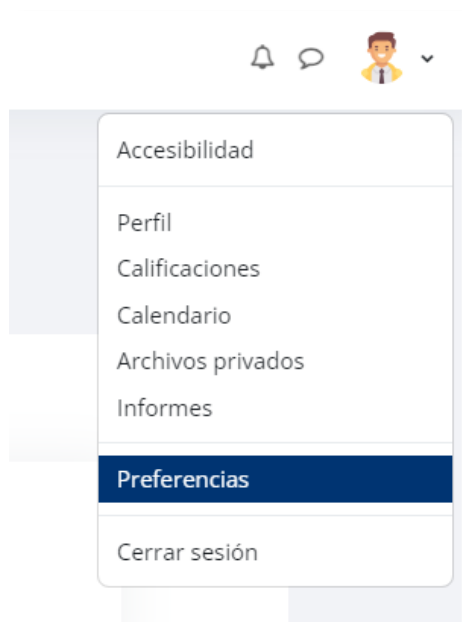 Accesibilidad
Perfil
Calificaciones
Calendario
Archivos privados
Informes
Preferencias
Cerrar sesión